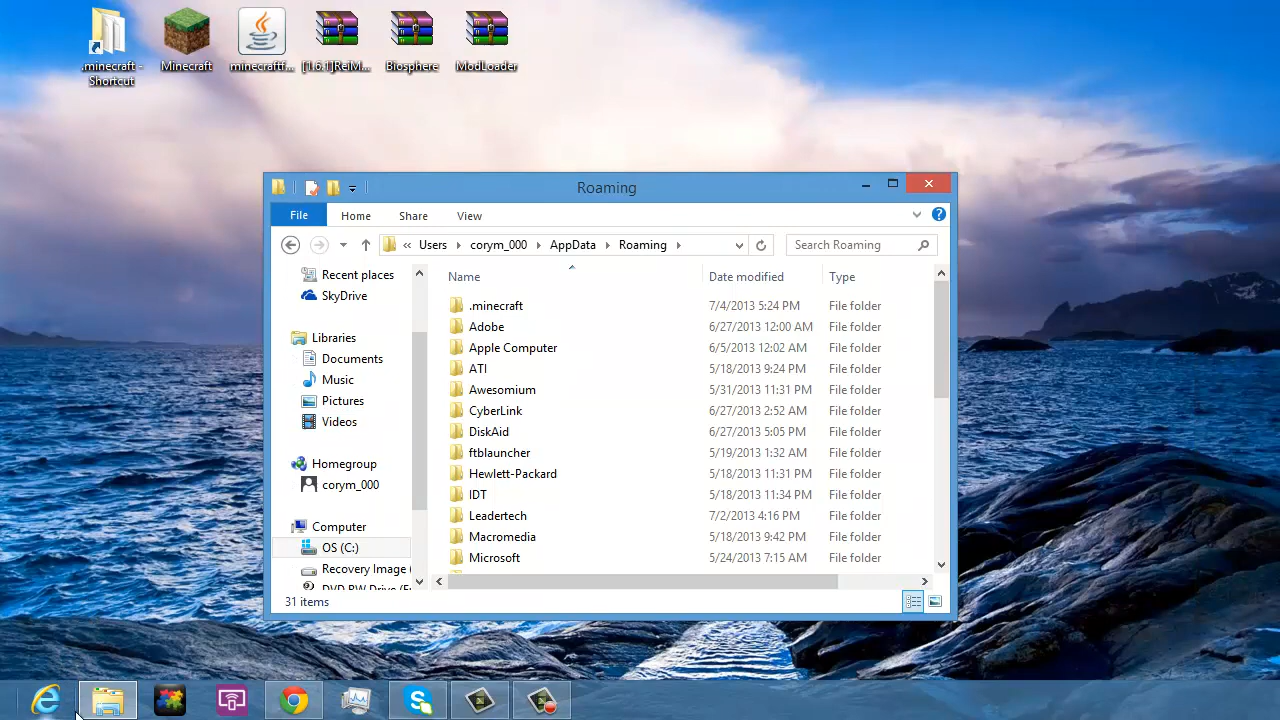 .minecraft -
Shortcut
Minecraft
minecraftf...
[1.6.1]ReiM...
Biosphere
ModLoader
Roaming
File
Home
Share
View
« Users corym_000 AppData Roaming
Search Roaming
Recent places
SkyDrive
Libraries
Documents
Music
Pictures
Videos
Homegroup
corym_000
Computer
OS (C:)
Recovery Image (
DVD RW Drive (E:
Name Date modified Type
.minecraft 7/4/2013 5:24 PM File folder
Adobe 6/27/2013 12:00 AM File folder
Apple Computer 6/5/2013 12:02 AM File folder
ATI 5/18/2013 9:24 PM File folder
Awesomium 5/31/2013 11:31 PM File folder
CyberLink 6/27/2013 2:52 AM File folder
DiskAid 6/27/2013 5:05 PM File folder
ftblauncher 5/19/2013 1:32 AM File folder
Hewlett-Packard 5/18/2013 11:31 PM File folder
IDT 5/18/2013 11:34 PM File folder
Leadertech 7/2/2013 4:16 PM File folder
Macromedia 5/18/2013 9:42 PM File folder
Microsoft 5/24/2013 7:15 AM File folder
31 items